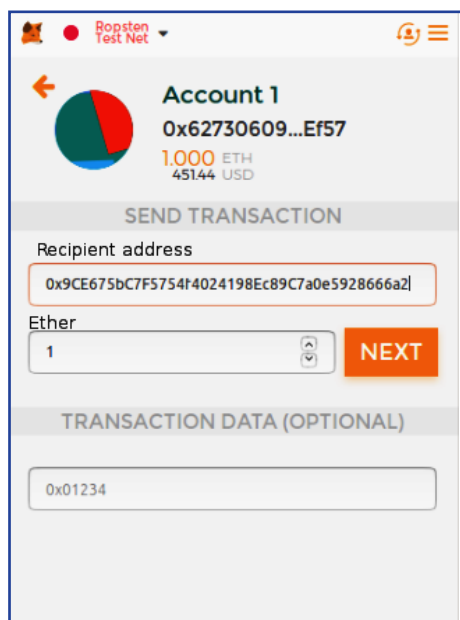 Ropsten
Test Net
Account 1
0x62730609...Ef57
1.000 ETH
451.44 USD
SEND TRANSACTION
Recipient address
0x9CE675bC7F5754f4024198Ec89C7a0e5928666a2
Ether
1
NEXT
TRANSACTION DATA (OPTIONAL)
0x01234